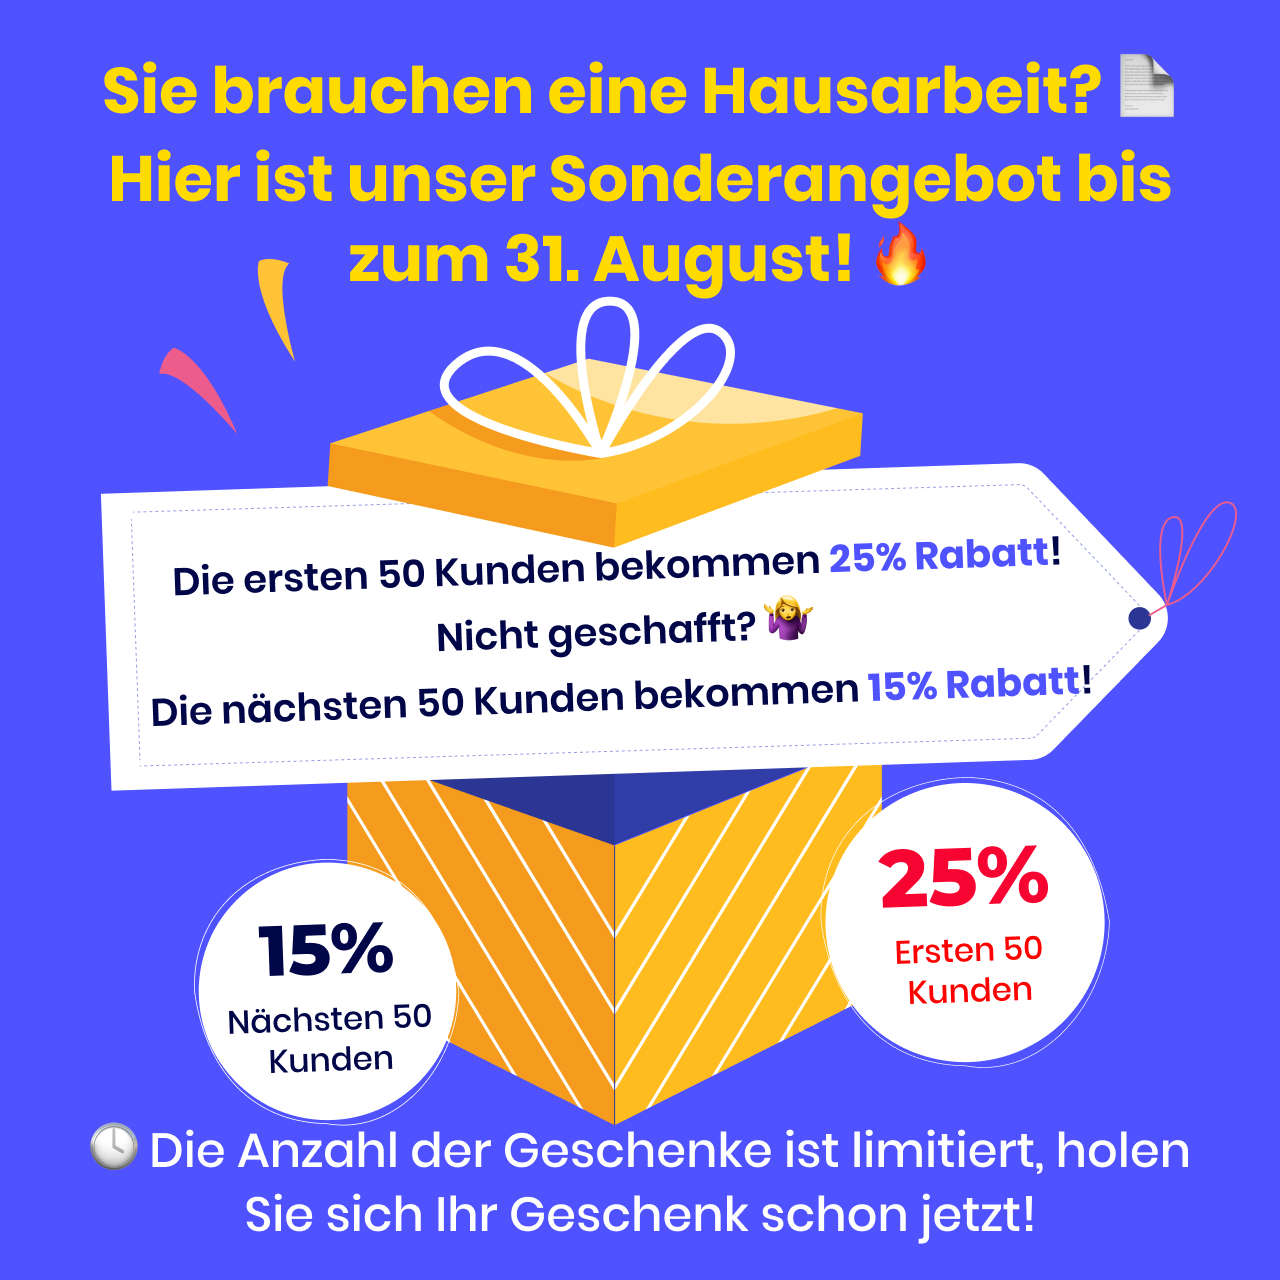 Sie brauchen eine Hausarbeit? 📄
Hier ist unser Sonderangebot bis
zum 31. August! 🔥
Die ersten 50 Kunden bekommen 25% Rabatt!
Nicht geschafft? 🤷‍♀️
Die nächsten 50 Kunden bekommen 15% Rabatt!
25%
Ersten 50
Kunden
15%
Nächsten 50
Kunden
🕓 Die Anzahl der Geschenke ist limitiert, holen
Sie sich Ihr Geschenk schon jetzt!